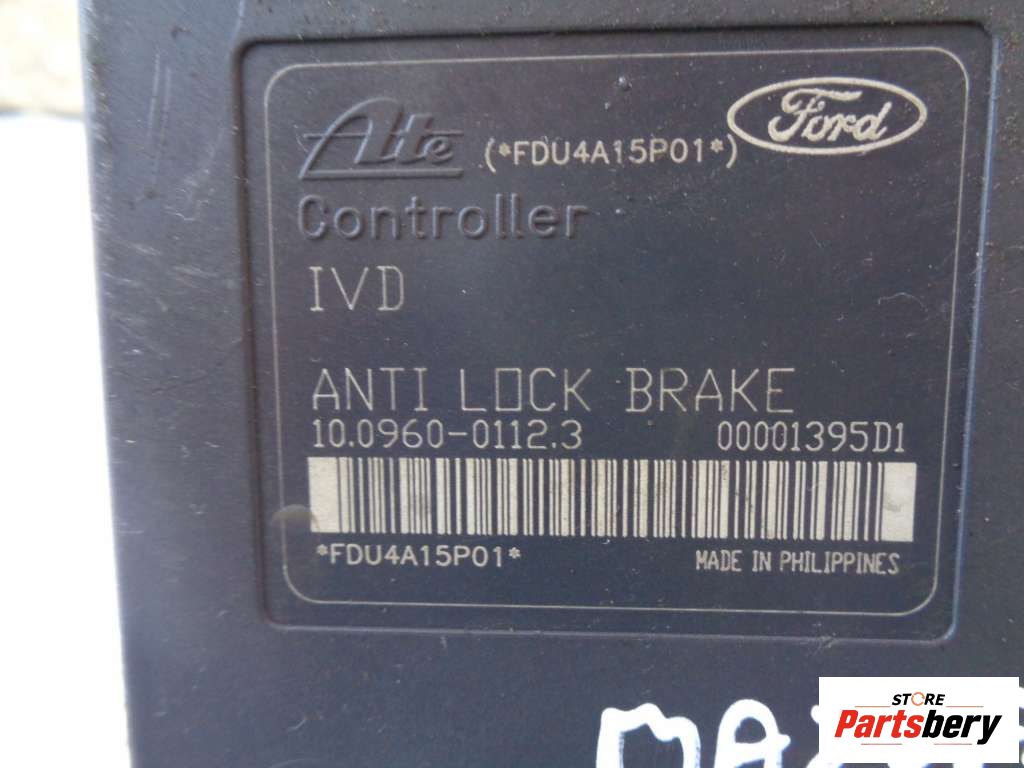 Ate (*FDU4A15P01*) Ford
Controller
IVD
ANTI LOCK BRAKE
10.0960-0112.3 00001395D1
*FDU4A15P01* MADE IN PHILIPPINES
STORE
Partsbery